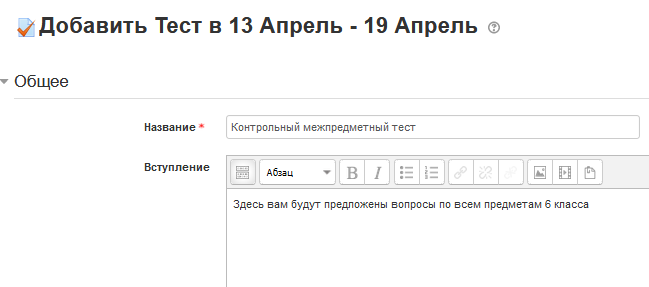 Добавить Тест в 13 Апрель - 19 Апрель
Общее
Название * Контрольный межпредметный тест
Вступление
Абзац B I
Здесь вам будут предложены вопросы по всем предметам 6 класса